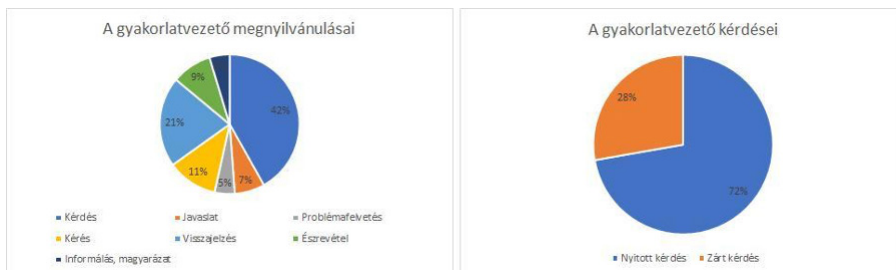 A gyakorlatvezető megnyilvánulásai
9%
42%
21%
11%
5%
7%
Kérdés
Javaslat
Problémafelvetés
Kérés
Visszajelzés
Észrevétel
Informálás, magyarázat
A gyakorlatvezető kérdései
28%
72%
Nyitott kérdés
Zárt kérdés